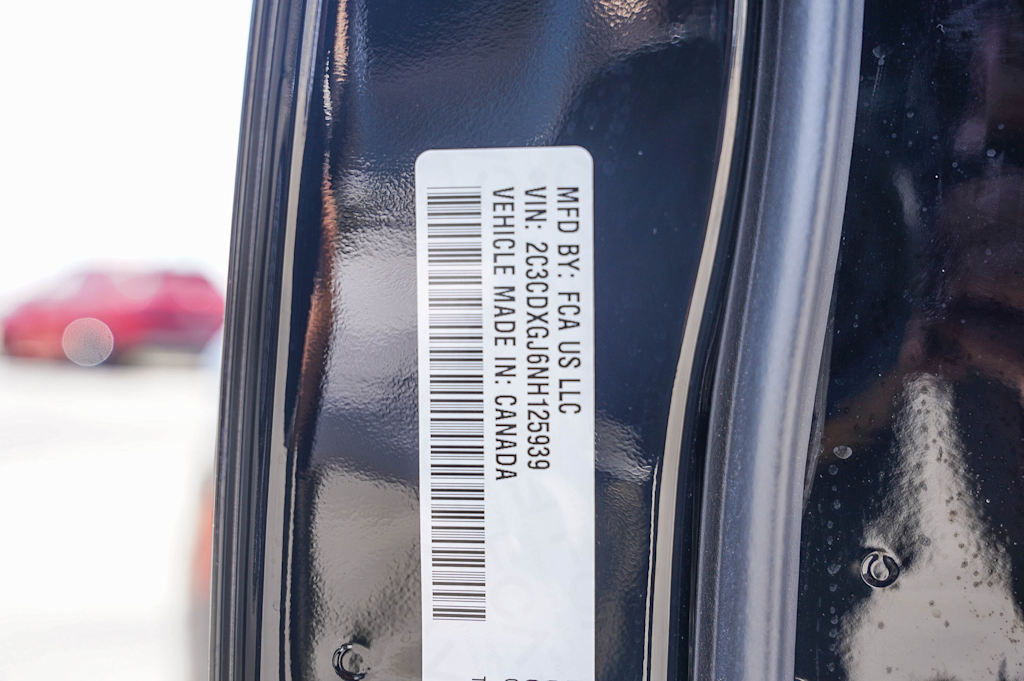 MFD BY: FCA US LLC
VIN: 2C3CDXGJ6NH125939
VEHICLE MADE IN: CANADA